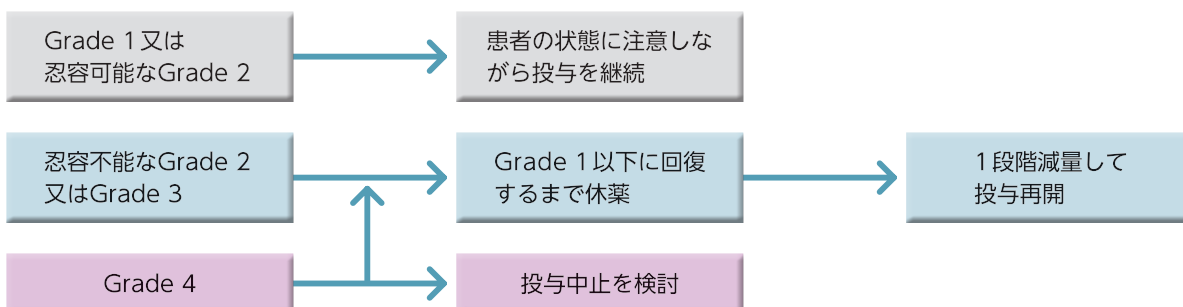 Grade 1又は
忍容可能なGrade 2
患者の状態に注意しな
がら投与を継続
忍容不能なGrade 2
又はGrade 3
Grade 1以下に回復
するまで休薬
1段階減量して
投与再開
Grade 4
投与中止を検討